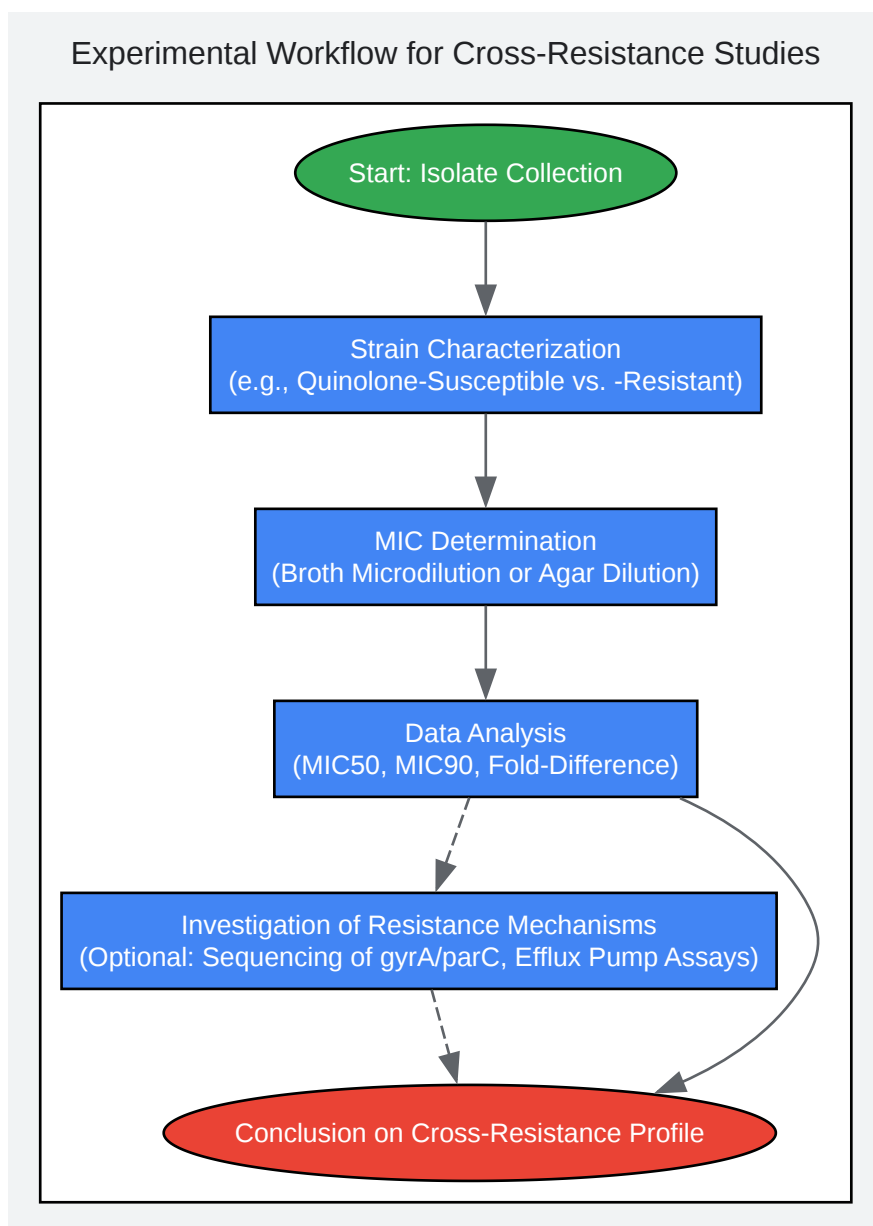 Experimental Workflow for Cross-Resistance Studies
Start: Isolate Collection
Strain Characterization
(e.g., Quinolone-Susceptible vs. -Resistant)
MIC Determination
(Broth Microdilution or Agar Dilution)
Data Analysis
(MIC50, MIC90, Fold-Difference)
Investigation of Resistance Mechanisms
(Optional: Sequencing of gyrA/parC, Efflux Pump Assays)
Conclusion on Cross-Resistance Profile